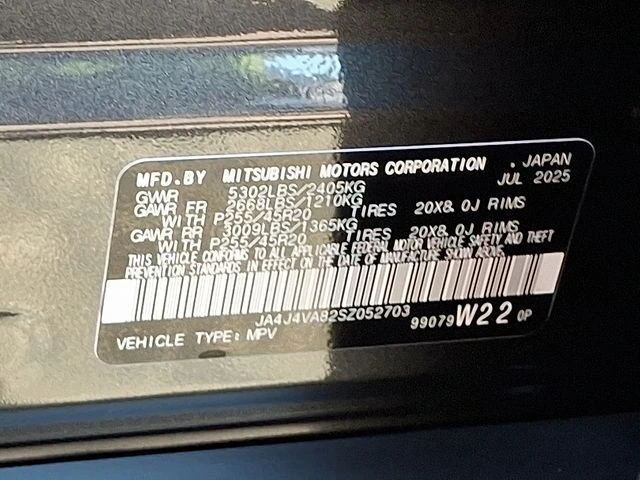 MFD.BY MITSUBISHI MOTORS CORPORATION . JAPAN
JUL 2025
GVWR 5302LBS/2405KG
GAWR FR 2668LBS/1210KG
WITH P255/45R20 TIRES 20X8.0J RIMS
GAWR RR 3009LBS/1365KG
WITH P255/45R20 TIRES 20X8.0J RIMS
THIS VEHICLE CONFORMS TO ALL APPLICABLE FEDERAL MOTOR VEHICLE SAFETY AND THEFT
PREVENTION STANDARDS IN EFFECT ON THE DATE OF MANUFACTURE SHOWN ABOVE.
JA4J4VA82SZ052703
VEHICLE TYPE: MPV 99079 W22 0P